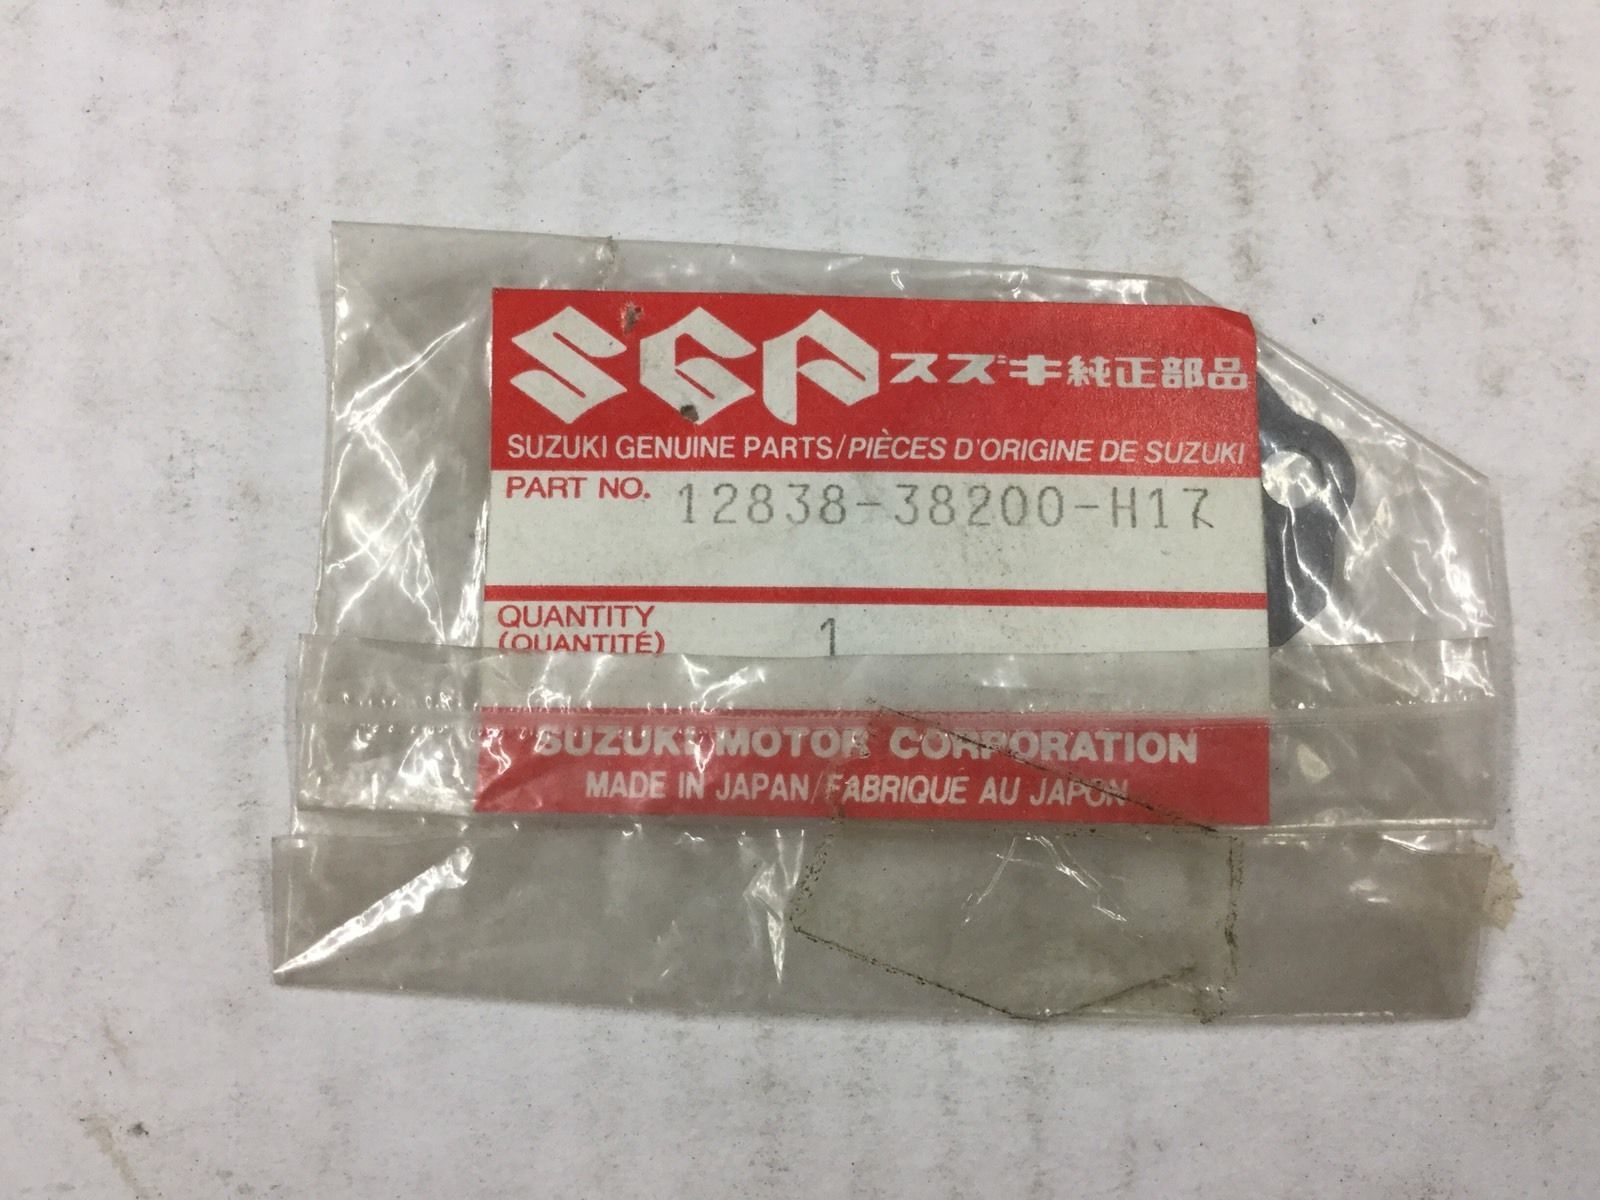 SGP スズキ純正部品
SUZUKI GENUINE PARTS/PIÈCES D'ORIGINE DE SUZUKI
PART NO. 12838-38200-H17
QUANTITY 1
(QUANTITÉ)
SUZUKI MOTOR CORPORATION
MADE IN JAPAN/FABRIQUÉ AU JAPON